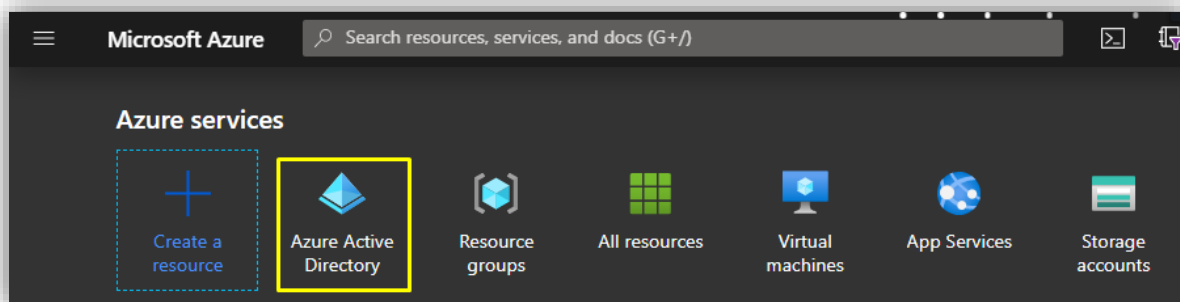 Microsoft Azure
Search resources, services, and docs (G+/)
Azure services
Create a
resource
Azure Active
Directory
Resource
groups
All resources
Virtual
machines
App Services
Storage
accounts